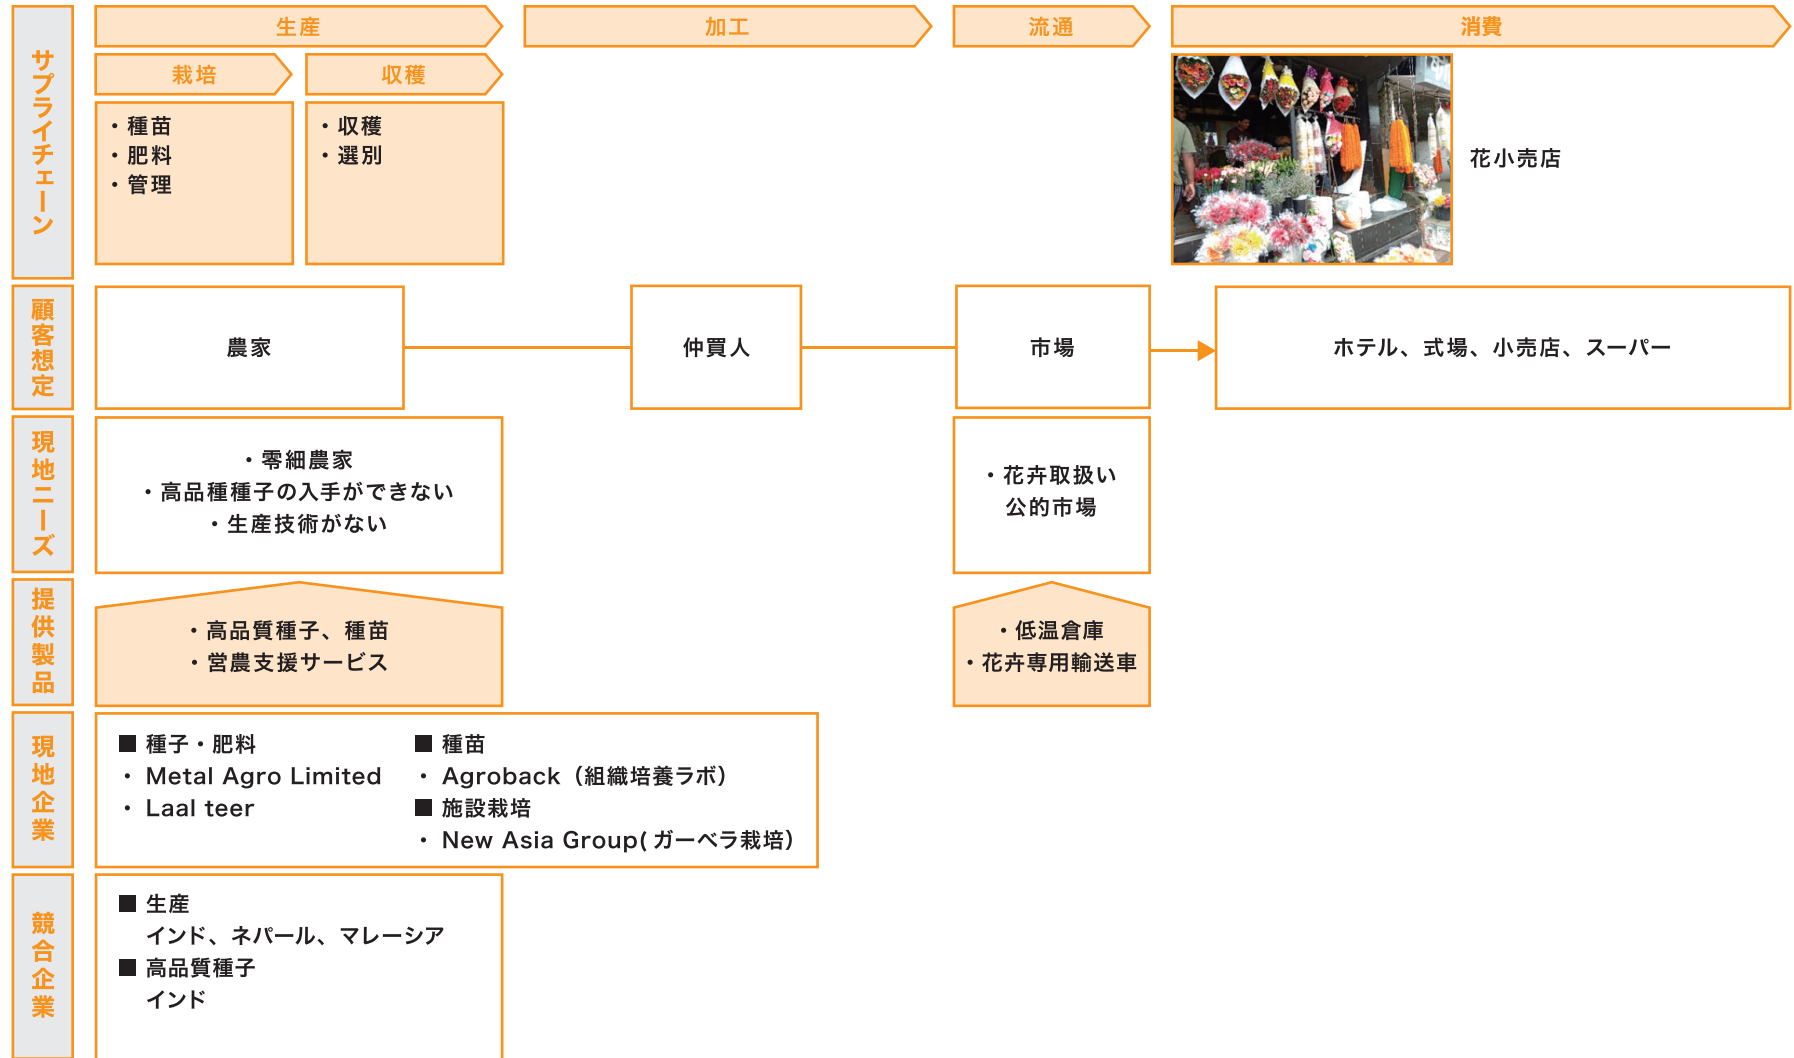 サプライチェーン
生産
加工
流通
消費
栽培
収穫
・種苗
・肥料
・管理
・収穫
・選別
花小売店
顧客想定
農家
仲買人
市場
ホテル、式場、小売店、スーパー
現地ニーズ
・零細農家
・高品種種子の入手ができない
・生産技術がない
・花卉取扱い
公的市場
提供製品
・高品質種子、種苗
・営農支援サービス
・低温倉庫
・花卉専用輸送車
現地企業
■ 種子・肥料
・ Metal Agro Limited
・ Laal teer
■ 種苗
・ Agroback（組織培養ラボ）
■ 施設栽培
・ New Asia Group( ガーベラ栽培）
競合企業
■ 生産
インド、ネパール、マレーシア
■ 高品質種子
インド